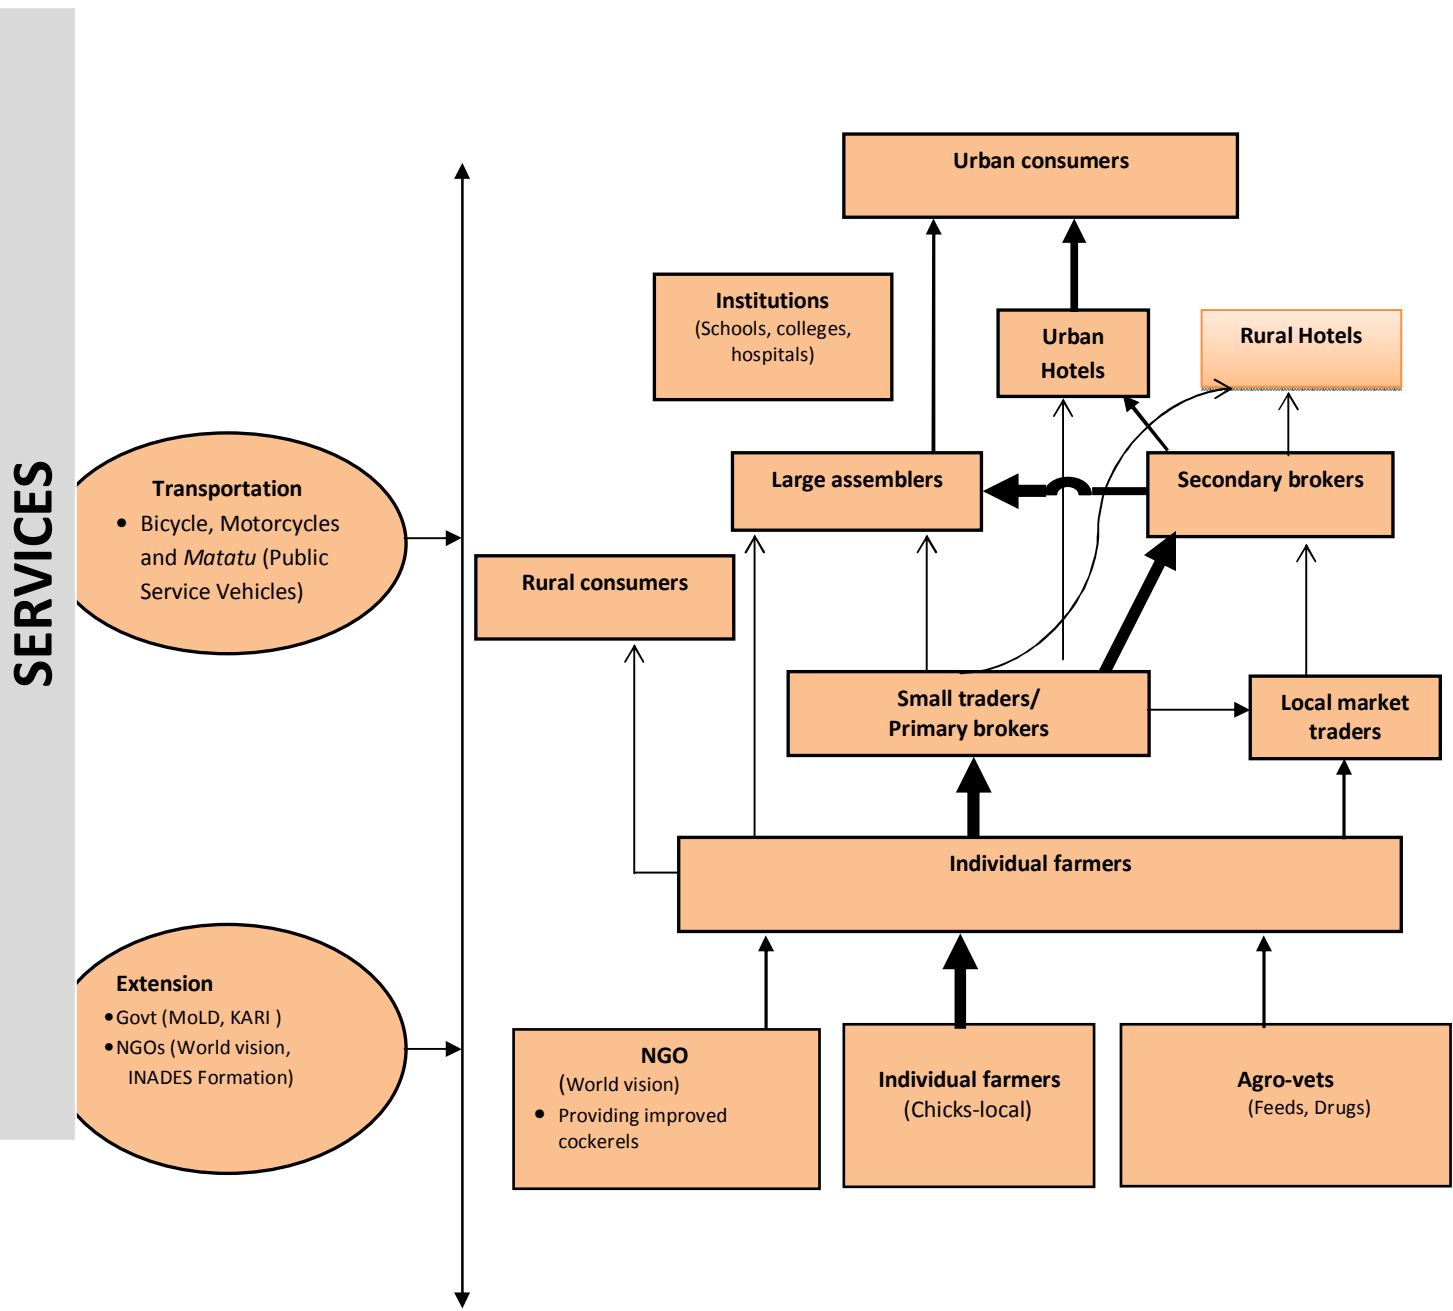 SERVICES
Urban consumers
Institutions
(Schools, colleges,
hospitals)
Urban
Hotels
Rural Hotels
Transportation
• Bicycle, Motorcycles
and Matatu (Public
Service Vehicles)
Large assemblers
Secondary brokers
Rural consumers
Small traders/
Primary brokers
Local market
traders
Individual farmers
Extension
•Govt (MoLD, KARI )
•NGOs (World vision,
INADES Formation)
NGO
(World vision)
• Providing improved
cockerels
Individual farmers
(Chicks-local)
Agro-vets
(Feeds, Drugs)